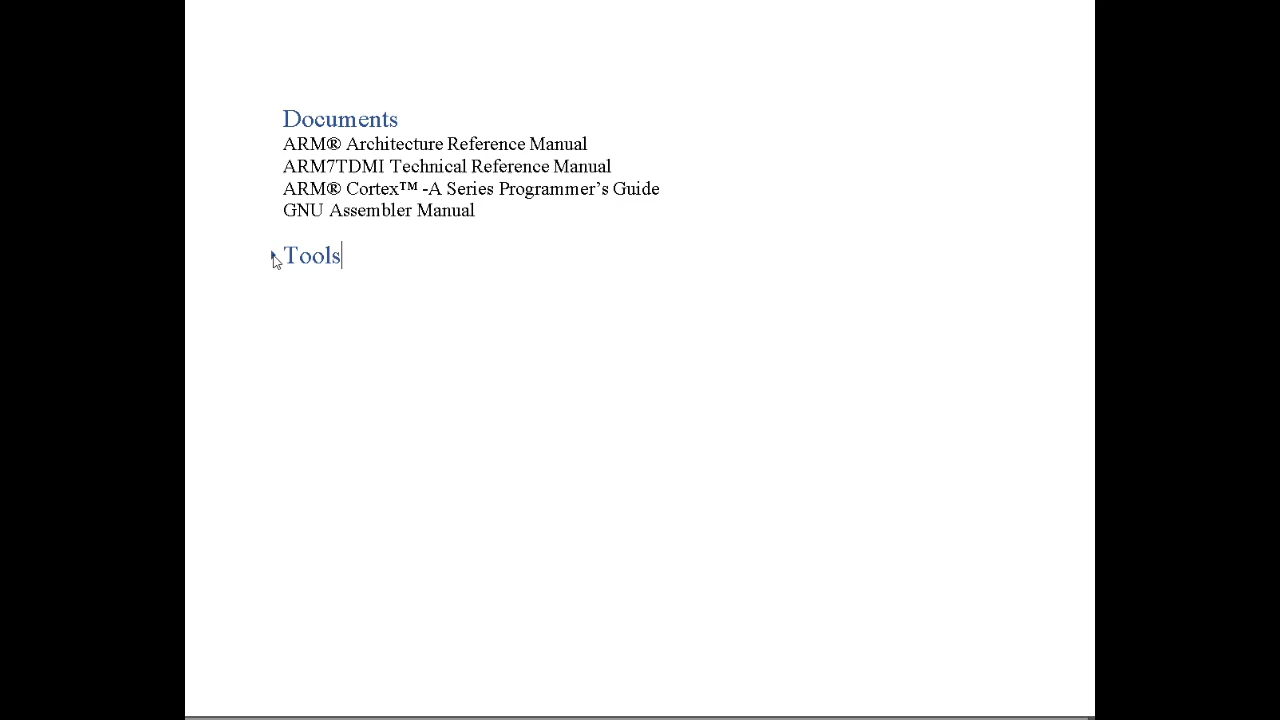 Documents
ARM® Architecture Reference Manual
ARM7TDMI Technical Reference Manual
ARM® Cortex™ -A Series Programmer’s Guide
GNU Assembler Manual
Tools